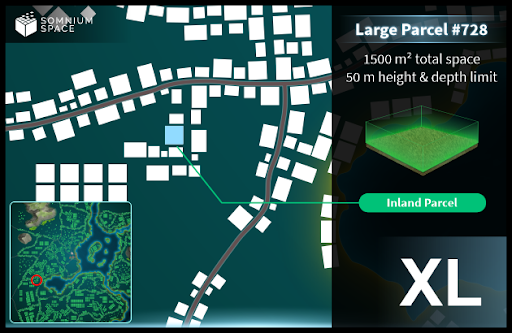 SOMNIUM
SPACE
Large Parcel #728
1500 m² total space
50 m height & depth limit
Inland Parcel
XL